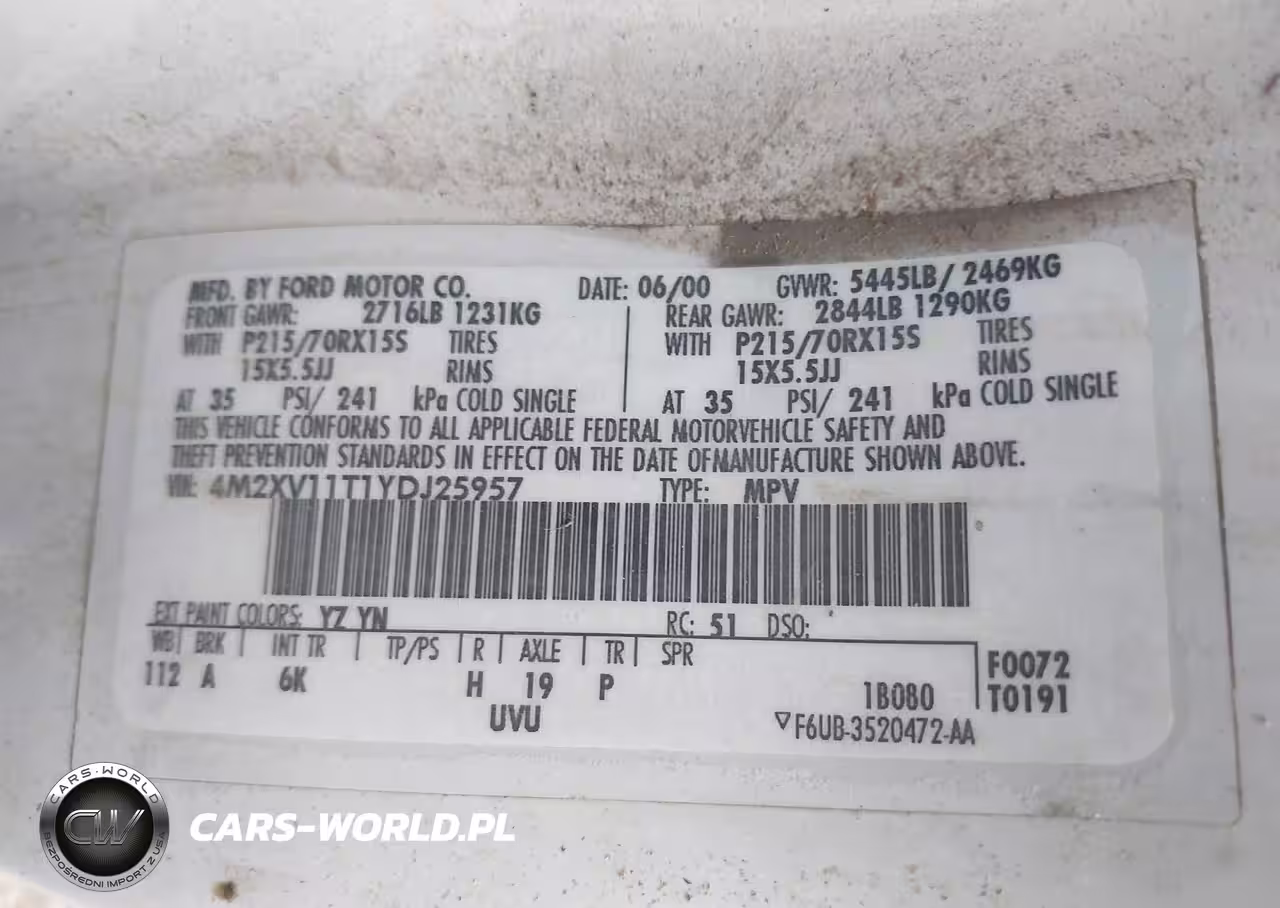 MFD. BY FORD MOTOR CO. DATE: 06/00 GVWR: 5445LB/ 2469KG
FRONT GAWR: 2716LB 1231KG REAR GAWR: 2844LB 1290KG
WITH P215/70RX15S TIRES WITH P215/70RX15S TIRES
15X5.5JJ RIMS 15X5.5JJ RIMS
AT 35 PSI/ 241 kPa COLD SINGLE AT 35 PSI/ 241 kPa COLD SINGLE
THIS VEHICLE CONFORMS TO ALL APPLICABLE FEDERAL MOTORVEHICLE SAFETY AND
THEFT PREVENTION STANDARDS IN EFFECT ON THE DATE OFMANUFACTURE SHOWN ABOVE.
VIN: 4M2XV11T1YDJ25957 TYPE: MPV
EXT PAINT COLORS: YZ YN RC: 51 DSO:
WB BRK INT TR TP/PS R AXLE TR SPR
112 A 6K H 19 P 1B080
F0072
T0191
UVU
F6UB-3520472-AA
CARS-WORLD
CW
BEZPOŚREDNI IMPORT Z USA
CARS-WORLD.PL